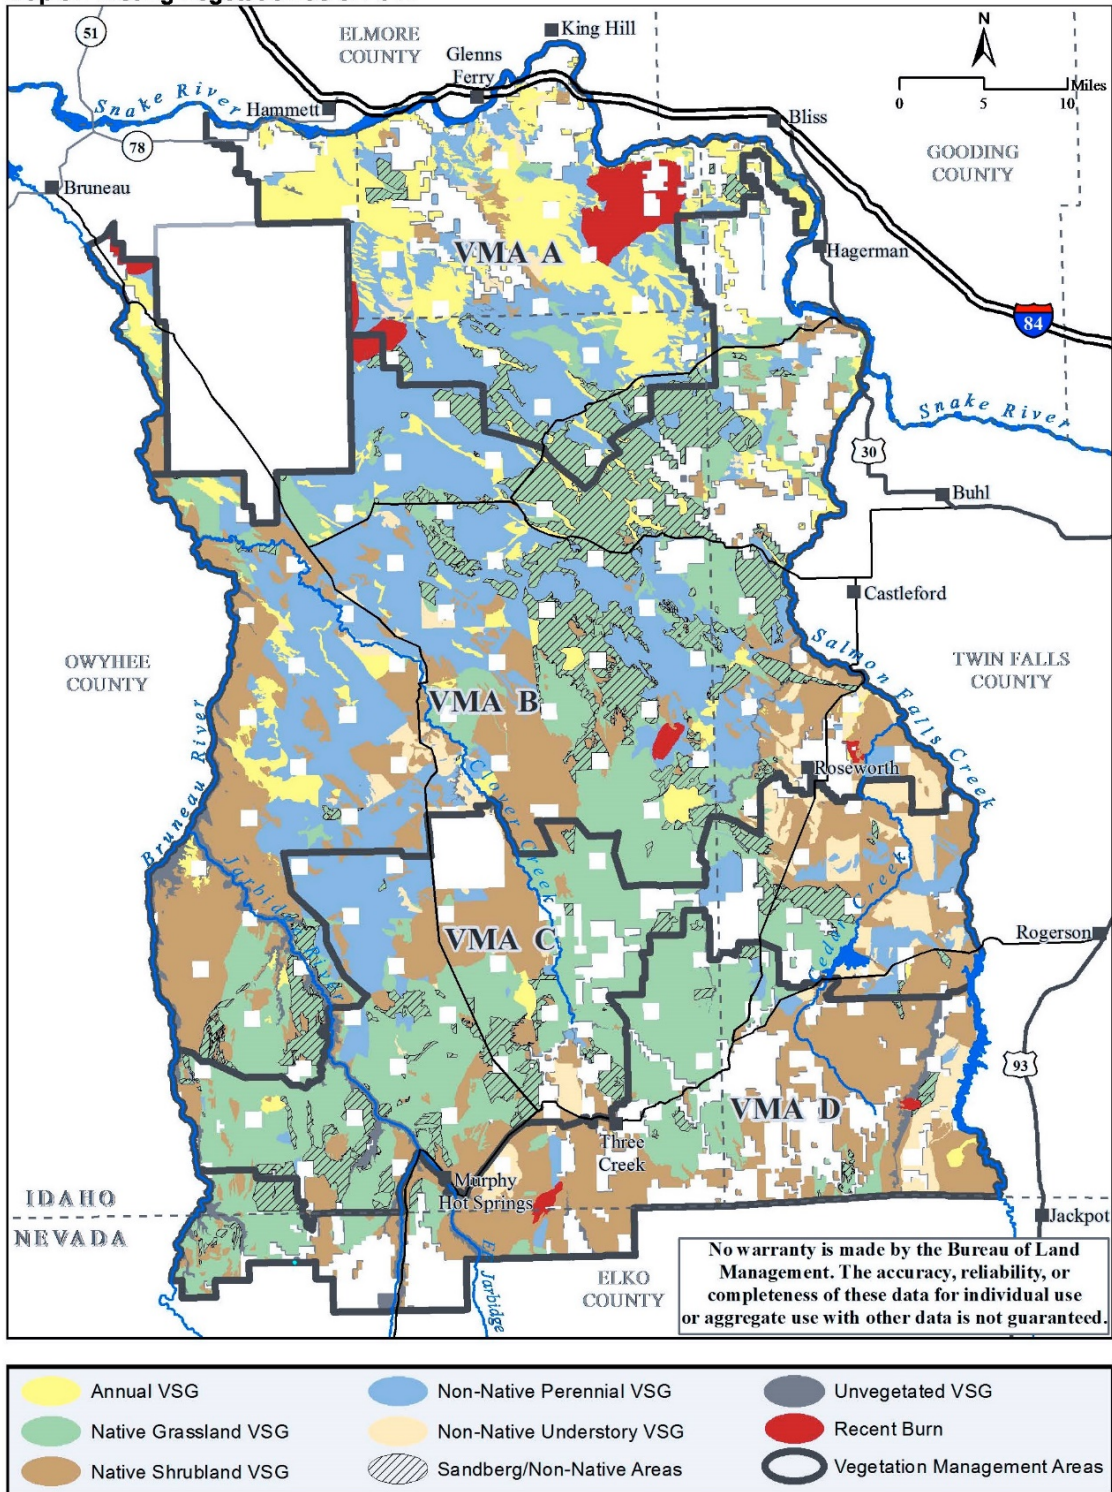 51
ELMORE
COUNTY
King Hill
N
Glenns
Ferry
Miles
0 5 10
Snake River
Hammett
Bliss
78
GOODING
COUNTY
Bruneau
VMA A
Hagerman
84
Snake River
30
Buhl
Castleford
OWYHEE
COUNTY
Salmon Falls Creek
TWIN FALLS
COUNTY
VMA B
Bruneau River
Clover Creek
Roseworth
Jarbidge River
Cedar Creek
VMA C
Rogerson
93
VMA D
Three
Creek
Murphy
Hot Springs
IDAHO
NEVADA
Jackpot
E F Jarbidge
ELKO
COUNTY
No warranty is made by the Bureau of Land
Management. The accuracy, reliability, or
completeness of these data for individual use
or aggregate use with other data is not guaranteed.
Annual VSG
Non-Native Perennial VSG
Unvegetated VSG
Native Grassland VSG
Non-Native Understory VSG
Recent Burn
Native Shrubland VSG
Sandberg/Non-Native Areas
Vegetation Management Areas